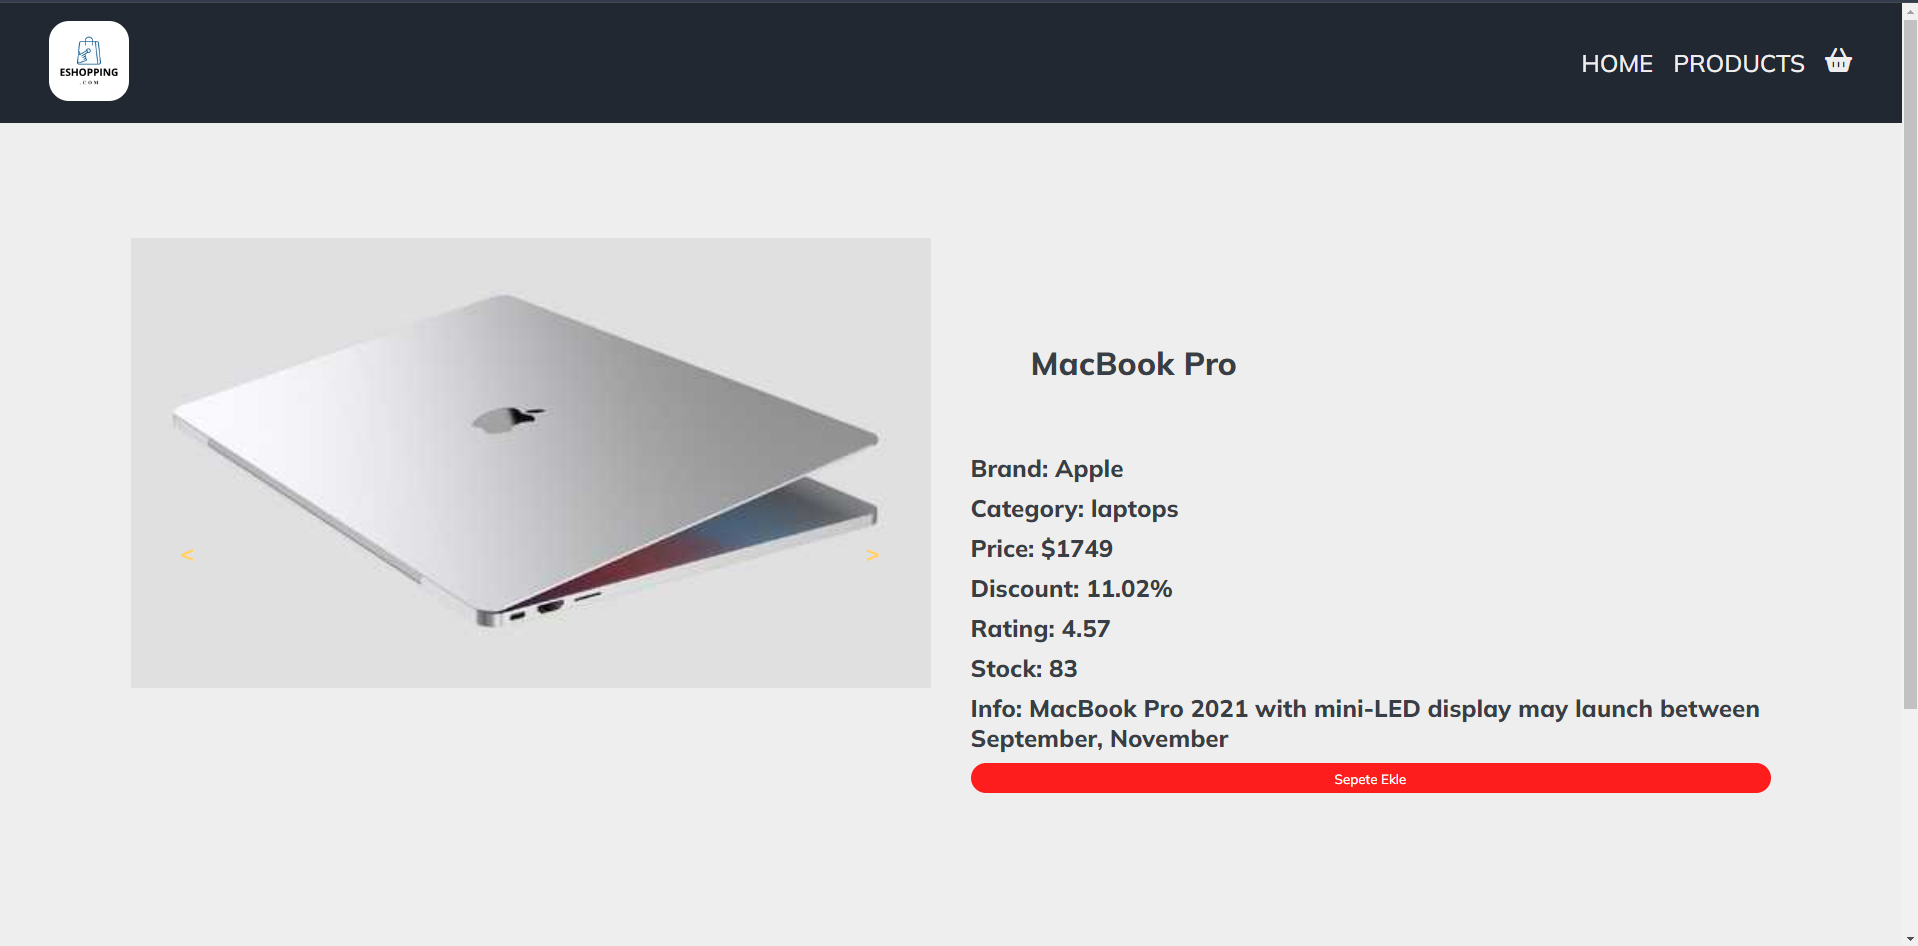 ESHOPPING
.COM
HOME PRODUCTS
MacBook Pro
Brand: Apple
Category: laptops
Price: $1749
Discount: 11.02%
Rating: 4.57
Stock: 83
Info: MacBook Pro 2021 with mini-LED display may launch between
September, November
< >
Sepete Ekle